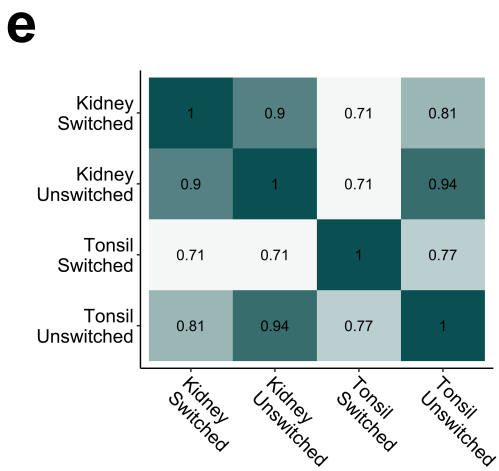 e
Kidney
Switched
1
0.9
0.71
0.81
Kidney
Unswitched
0.9
1
0.71
0.94
Tonsil
Switched
0.71
0.71
1
0.77
Tonsil
Unswitched
0.81
0.94
0.77
1
Kidney
Switched
Kidney
Unswitched
Tonsil
Switched
Tonsil
Unswitched